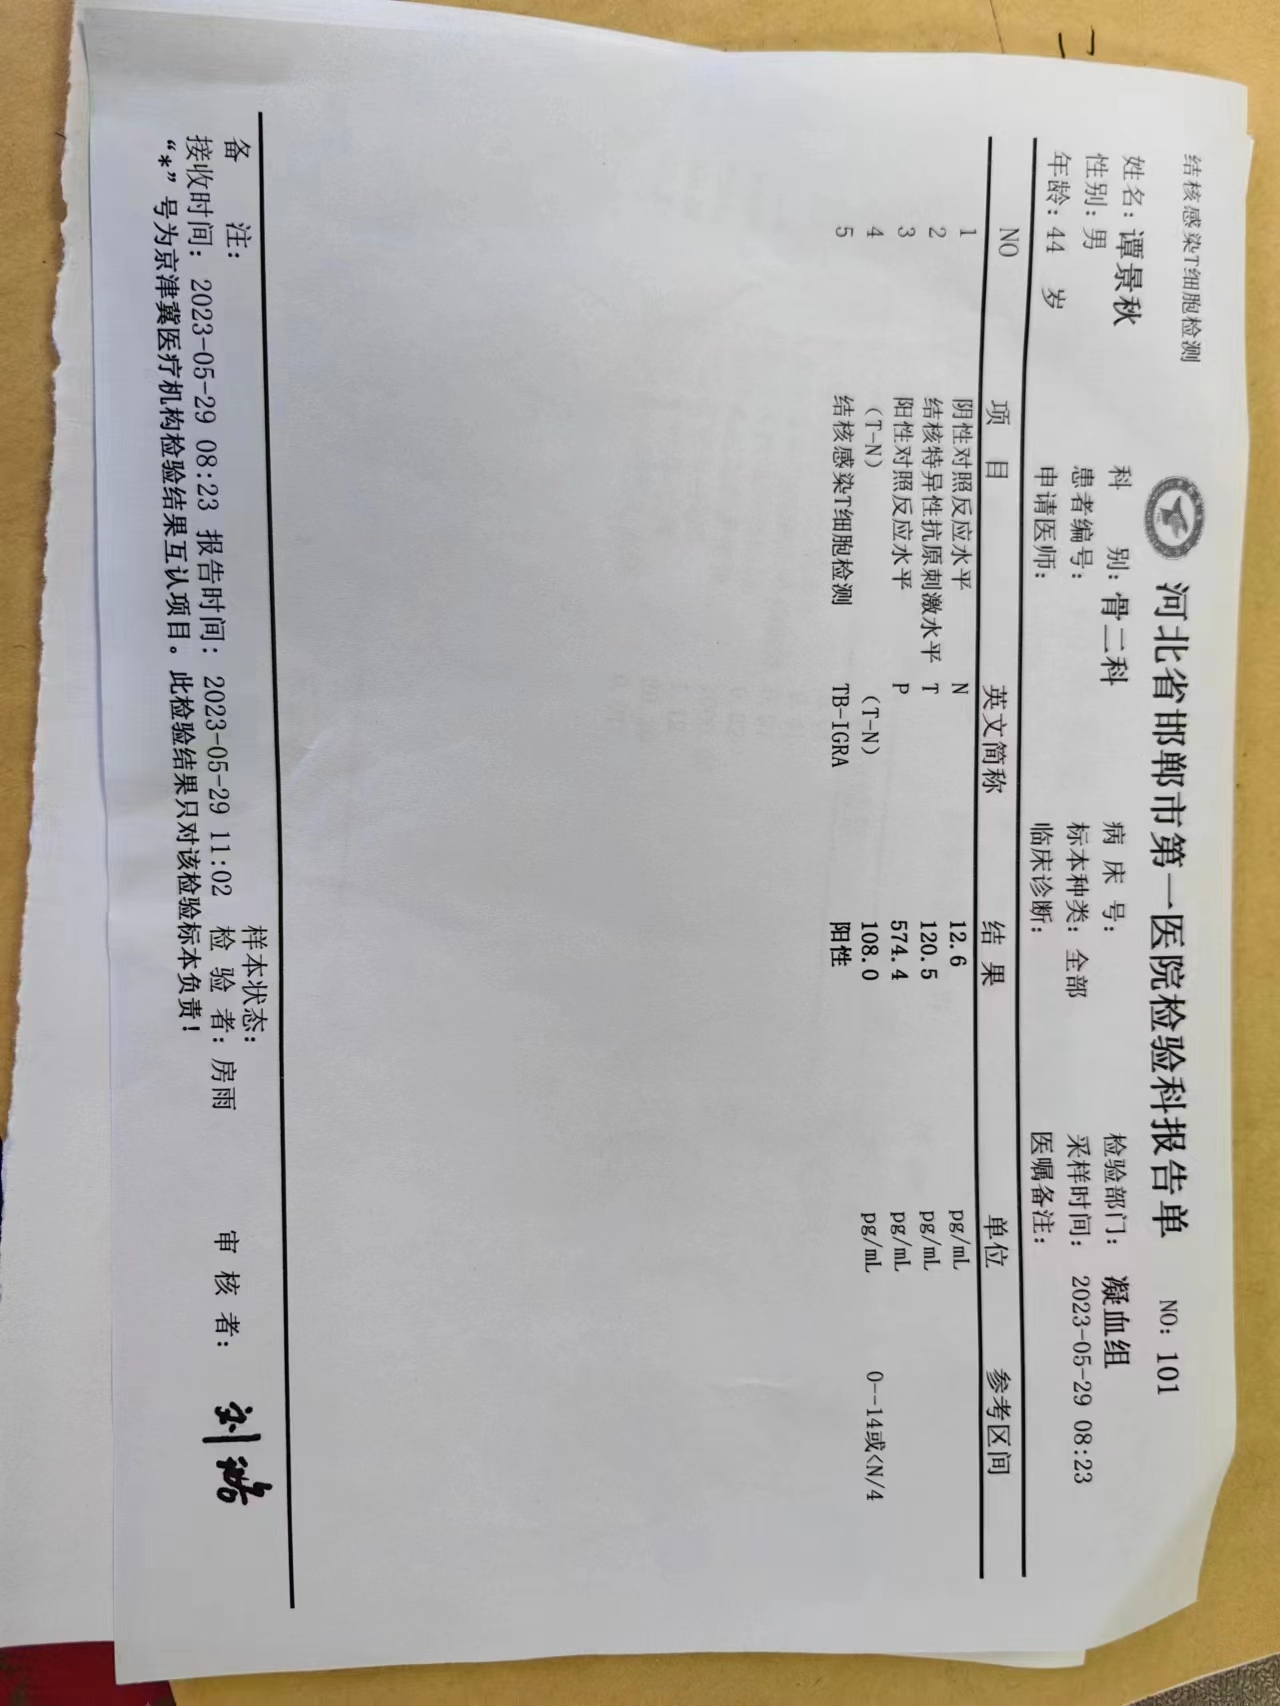 结核感染T细胞检测
河北省邯郸市第一医院检验科报告单 NO: 101
姓名: 谭景秋 科 别: 骨二科 病 床 号: 检验部门: 凝血组
性别: 男 患者编号: 标本种类: 全部 采样时间: 2023-05-29 08:23
年龄: 44 岁 申请医师: 临床诊断: 医嘱备注:
NO 项 目 英文简称 结 果 单位 参考区间
1 阴性对照反应水平 N 12.6 pg/mL
2 结核特异性抗原刺激水平 T 120.5 pg/mL
3 阳性对照反应水平 P 574.4 pg/mL
4 (T-N) (T-N) 108.0 pg/mL 0--14或<N/4
5 结核感染T细胞检测 TB-IGRA 阳性
备 注: 样本状态:
接收时间: 2023-05-29 08:23 报告时间: 2023-05-29 11:02 检 验 者: 房雨 审 核 者:
“*” 号为京津冀医疗机构检验结果互认项目。此检验结果只对该检验标本负责!